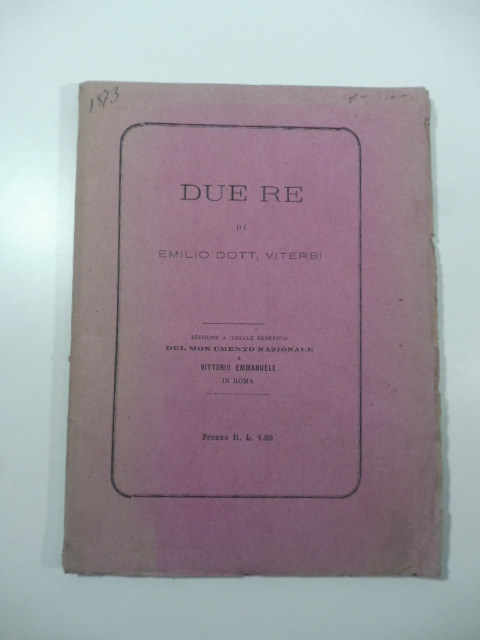 1873
DUE RE
DI
EMILIO DOTT, VITERBI
EDIZIONE A TOTALE BENEFICIO
DEL MONUMENTO NAZIONALE
A
VITTORIO EMMANUELE
IN ROMA
Prezzo It. L. 1.00